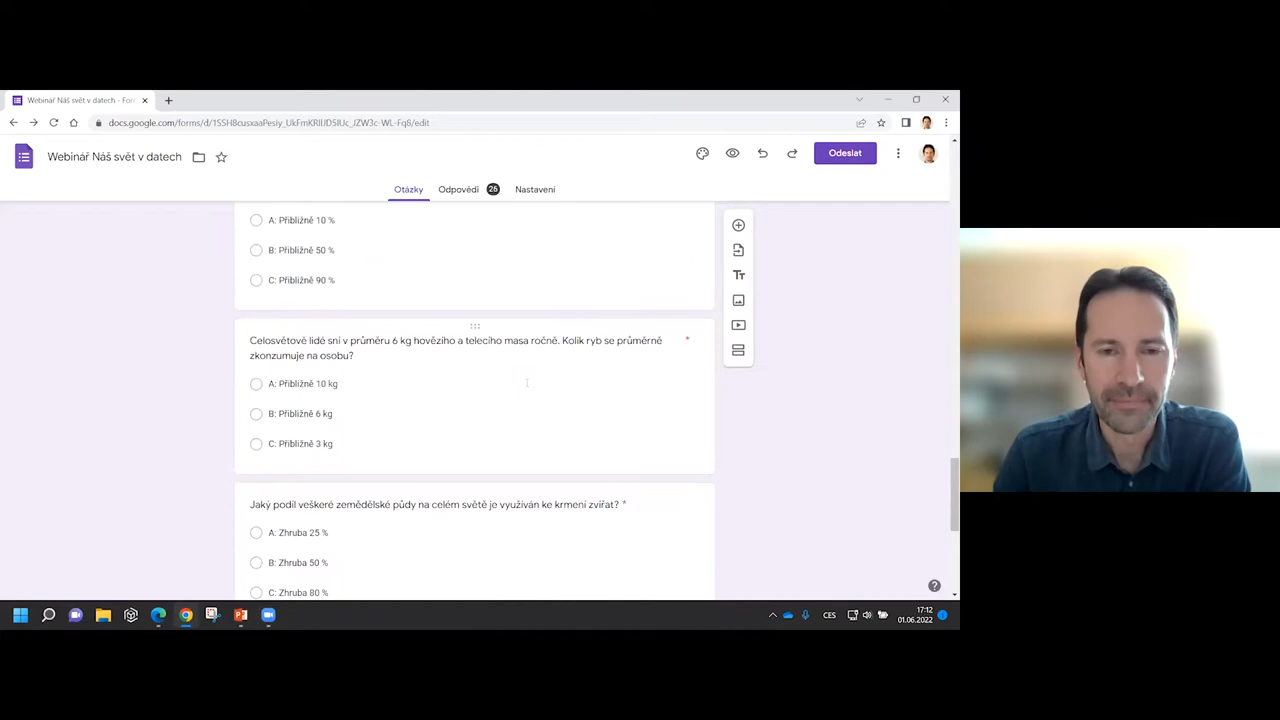 Webinář Náš svět v datech - Form
docs.google.com/forms/d/1SSH8cusxaaPesiy_UkFmKRIlJDSIUc_JZW3c-WL-Fq8/edit
Webinář Náš svět v datech
Odeslat
Otázky
Odpovědi 26
Nastavení
A: Přibližně 10 %
B: Přibližně 50 %
C: Přibližně 90 %
Celosvětově lidé sní v průměru 6 kg hovězího a telecího masa ročně. Kolik ryb se průměrně *
zkonzumuje na osobu?
A: Přibližně 10 kg
B: Přibližně 6 kg
C: Přibližně 3 kg
Jaký podíl veškeré zemědělské půdy na celém světě je využíván ke krmení zvířat? *
A: Zhruba 25 %
B: Zhruba 50 %
C: Zhruba 80 %
CES
17:12
01.06.2022